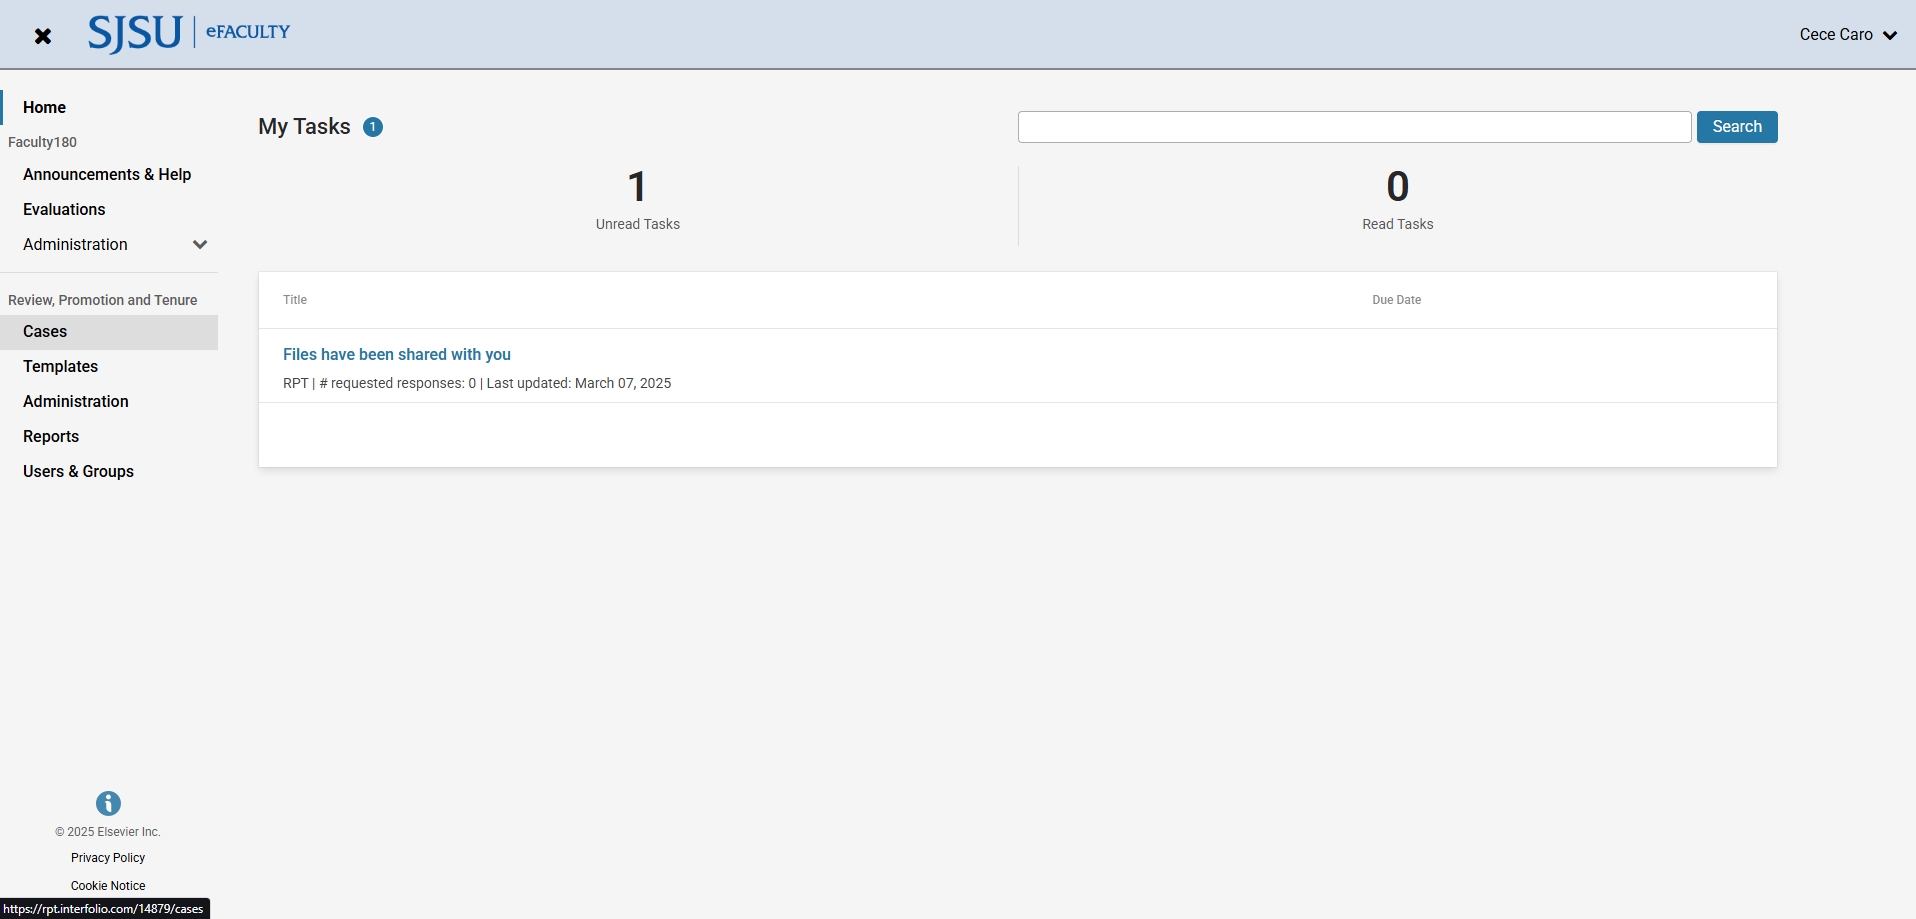 SJSU | eFACULTY
Cece Caro
Home
Faculty180
Announcements & Help
Evaluations
Administration
Review, Promotion and Tenure
Cases
Templates
Administration
Reports
Users & Groups
My Tasks 1
Search
1
Unread Tasks
0
Read Tasks
Title Due Date
Files have been shared with you
RPT | # requested responses: 0 | Last updated: March 07, 2025
© 2025 Elsevier Inc.
Privacy Policy
Cookie Notice
https://rpt.interfolio.com/14879/cases